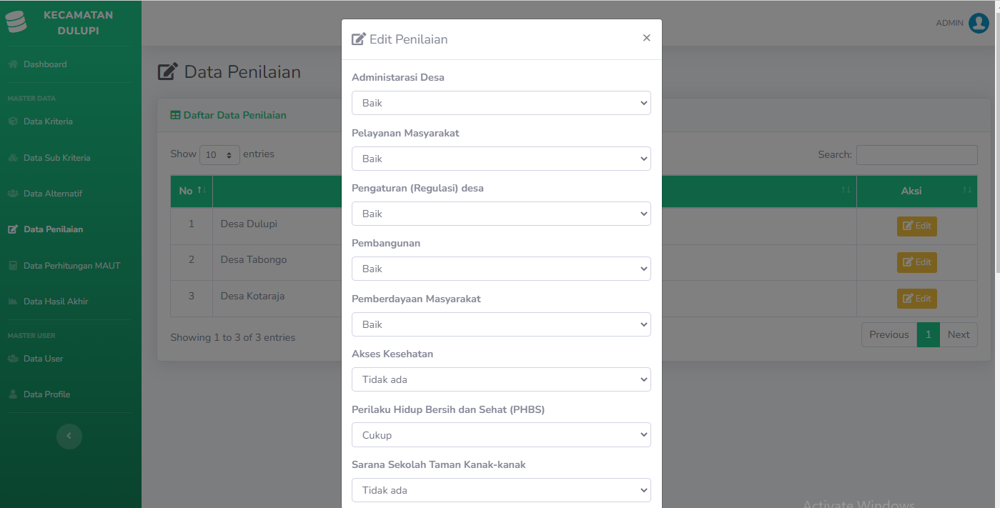 KECAMATAN
DULUPI
Dashboard
MASTER DATA
Data Kriteria
Data Sub Kriteria
Data Alternatif
Data Penilaian
Data Perhitungan MAUT
Data Hasil Akhir
MASTER USER
Data User
Data Profile
ADMIN
Data Penilaian
Daftar Data Penilaian
Show 10 entries
Search:
No
Aksi
1 Desa Dulupi Edit
2 Desa Tabongo Edit
3 Desa Kotaraja Edit
Showing 1 to 3 of 3 entries
Previous 1 Next
Edit Penilaian ×
Administarasi Desa
Baik
Pelayanan Masyarakat
Baik
Pengaturan (Regulasi) desa
Baik
Pembangunan
Baik
Pemberdayaan Masyarakat
Baik
Akses Kesehatan
Tidak ada
Perilaku Hidup Bersih dan Sehat (PHBS)
Cukup
Sarana Sekolah Taman Kanak-kanak
Tidak ada
Activate Windows